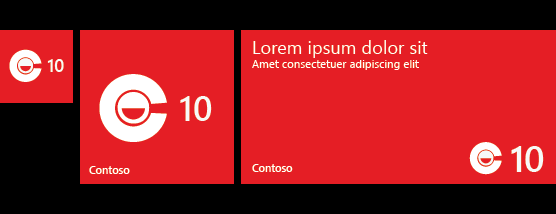 10
10
Contoso
Lorem ipsum dolor sit
Amet consectetuer adipiscing elit
Contoso
10